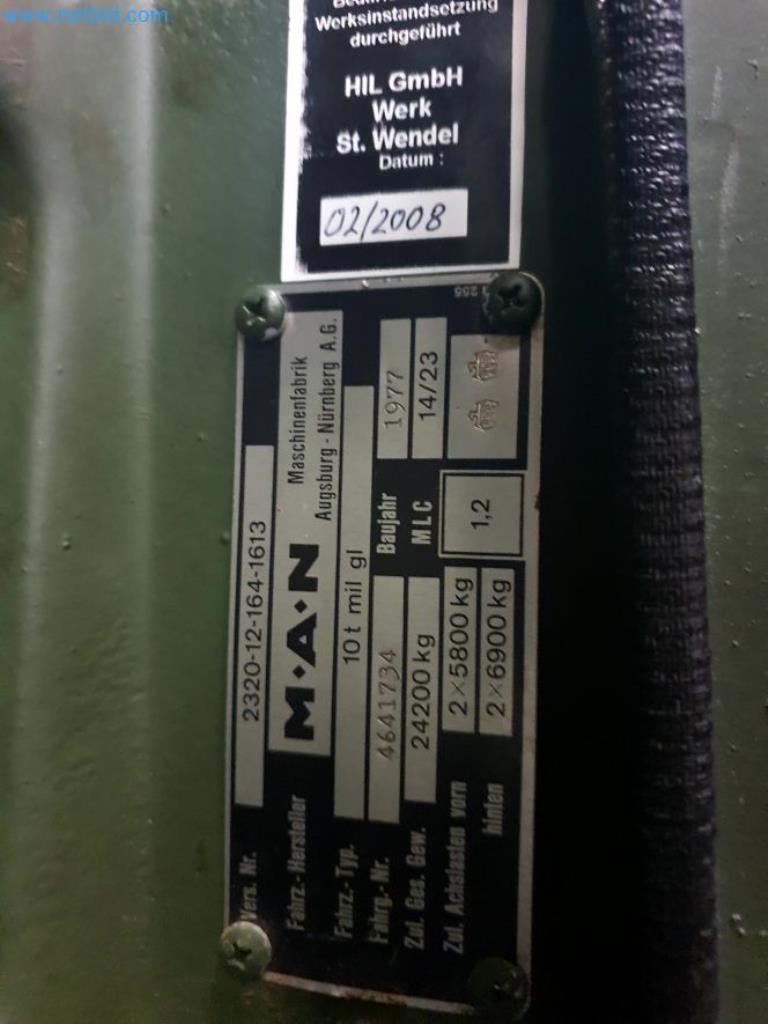 www.netbid.com
Werksinstandsetzung
durchgeführt
HIL GmbH
Werk
St. Wendel
Datum :
02/2008
Vers. Nr. 2320-12-164-1613
Fahrz.-Hersteller M·A·N Maschinenfabrik
Augsburg-Nürnberg A.G.
Fahrz.-Typ. 10t mil gl
Fahrg.-Nr. 4641734 Baujahr 1977
Zul. Ges. Gew. 24200 kg MLC 14/23
Zul. Achslasten vorn 2×5800 kg 1,2
hinten 2×6900 kg